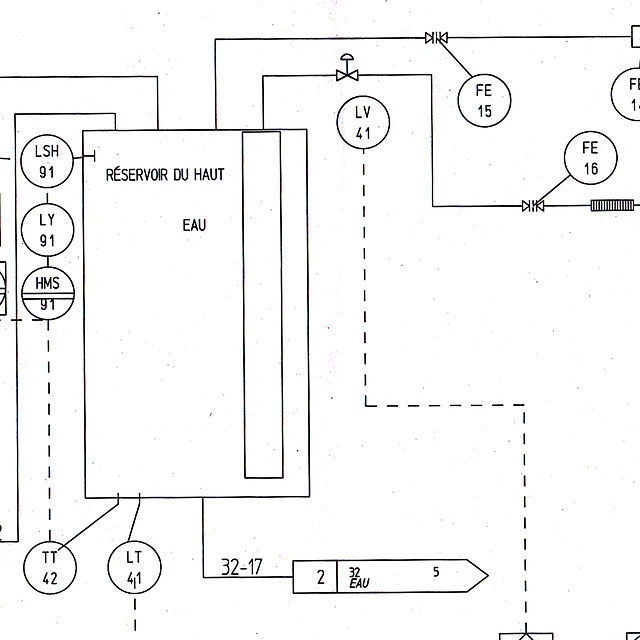 FE
15
FE
LV
41
FE
16
LSH
91
RÉSERVOIR DU HAUT
LY
91
EAU
HMS
91
TT
42
LT
41
32-17
2
32
EAU
5